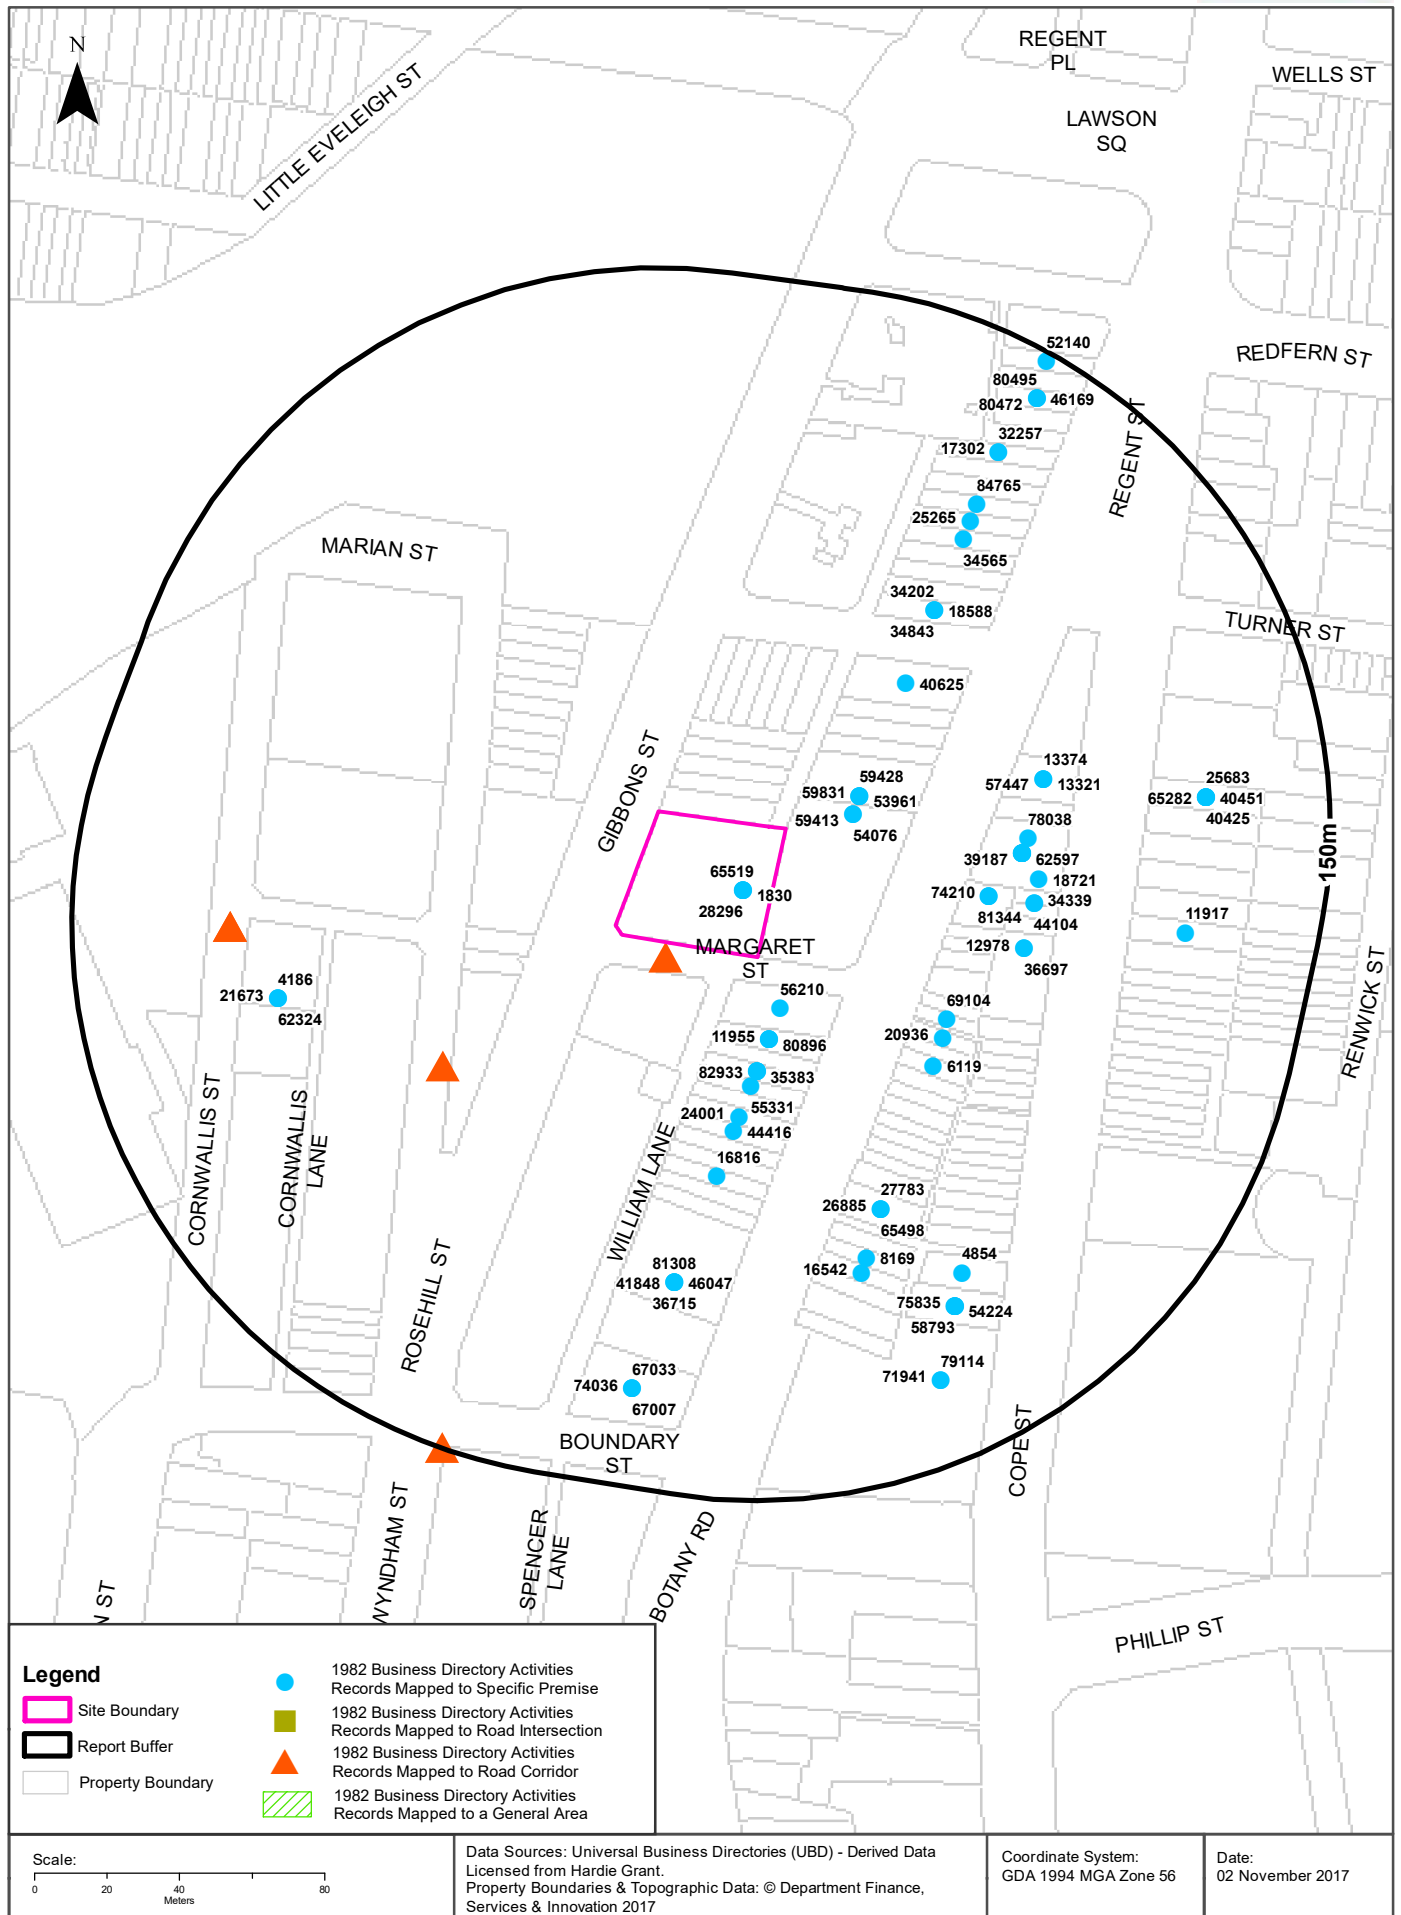 N
REGENT
PL
WELLS ST
LAWSON
SQ
LITTLE EVELEIGH ST
52140
REDFERN ST
80495
80472
46169
REGENT ST
32257
17302
84765
25265
34565
MARIAN ST
34202
18588
34843
TURNER ST
40625
GIBBONS ST
13374
57447
13321
59428
59831
53961
59413
54076
25683
65282
40451
40425
150m
78038
39187
62597
18721
65519
1830
28296
74210
34339
81344
44104
11917
MARGARET
ST
12978
36697
4186
21673
62324
56210
69104
RENWICK ST
11955
80896
20936
82933
35383
6119
CORNWALLIS ST
CORNWALLIS
LANE
24001
55331
44416
WILLIAM LANE
16816
27783
26885
65498
ROSEHILL ST
81308
41848
46047
36715
8169
16542
4854
75835
54224
58793
67033
74036
67007
79114
71941
BOUNDARY
ST
COPE ST
WYNDHAM ST
SPENCER
LANE
BOTANY RD
N ST
PHILLIP ST
Legend
Site Boundary
Report Buffer
Property Boundary
1982 Business Directory Activities
Records Mapped to Specific Premise
1982 Business Directory Activities
Records Mapped to Road Intersection
1982 Business Directory Activities
Records Mapped to Road Corridor
1982 Business Directory Activities
Records Mapped to a General Area
Scale:
0 20 40 80
Meters
Data Sources: Universal Business Directories (UBD) - Derived Data
Licensed from Hardie Grant.
Property Boundaries & Topographic Data: © Department Finance,
Services & Innovation 2017
Coordinate System:
GDA 1994 MGA Zone 56
Date:
02 November 2017